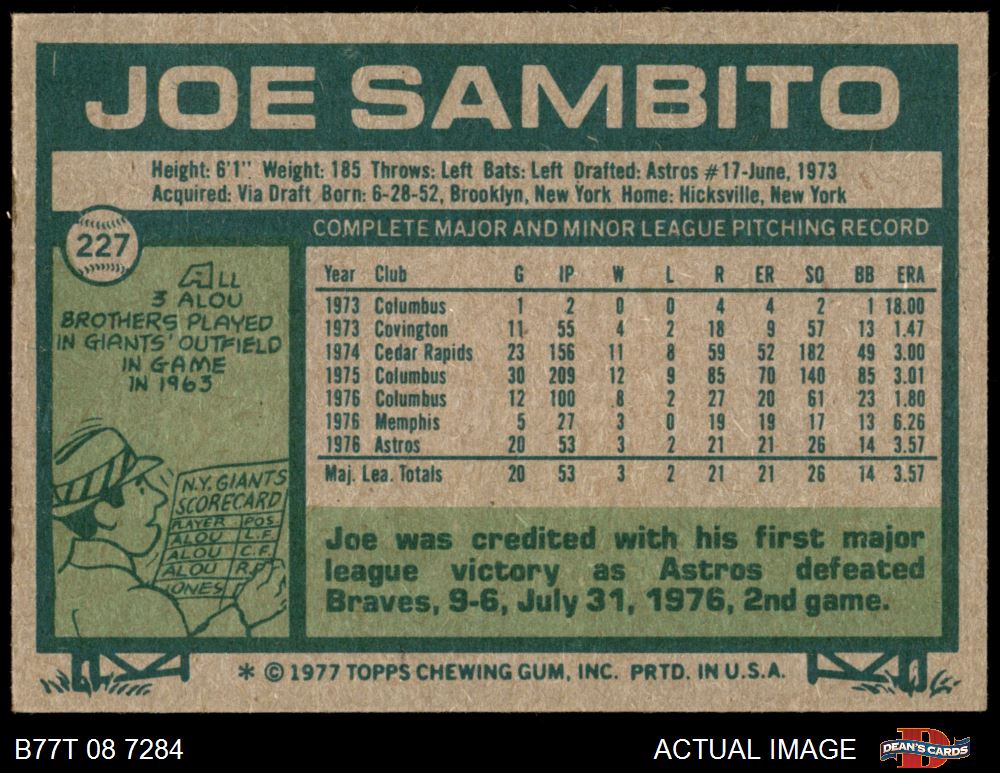 JOE SAMBITO
Height: 6'1" Weight: 185 Throws: Left Bats: Left Drafted: Astros #17-June, 1973
Acquired: Via Draft Born: 6-28-52, Brooklyn, New York Home: Hicksville, New York
227
COMPLETE MAJOR AND MINOR LEAGUE PITCHING RECORD
ALL
3 ALOU
BROTHERS PLAYED
IN GIANTS' OUTFIELD
IN GAME
IN 1963
N.Y. GIANTS
SCORECARD
PLAYER POS.
ALOU L.F.
ALOU C.F.
ALOU R.F.
JONES
Year Club G IP W L R ER SO BB ERA
1973 Columbus 1 2 0 0 4 4 2 1 18.00
1973 Covington 11 55 4 2 18 9 57 13 1.47
1974 Cedar Rapids 23 156 11 8 59 52 182 49 3.00
1975 Columbus 30 209 12 9 85 70 140 85 3.01
1976 Columbus 12 100 8 2 27 20 61 23 1.80
1976 Memphis 5 27 3 0 19 19 17 13 6.26
1976 Astros 20 53 3 2 21 21 26 14 3.57
Maj. Lea. Totals 20 53 3 2 21 21 26 14 3.57
Joe was credited with his first major
league victory as Astros defeated
Braves, 9-6, July 31, 1976, 2nd game.
* © 1977 TOPPS CHEWING GUM, INC. PRTD. IN U.S.A.
B77T 08 7284
ACTUAL IMAGE
DEAN'S CARDS